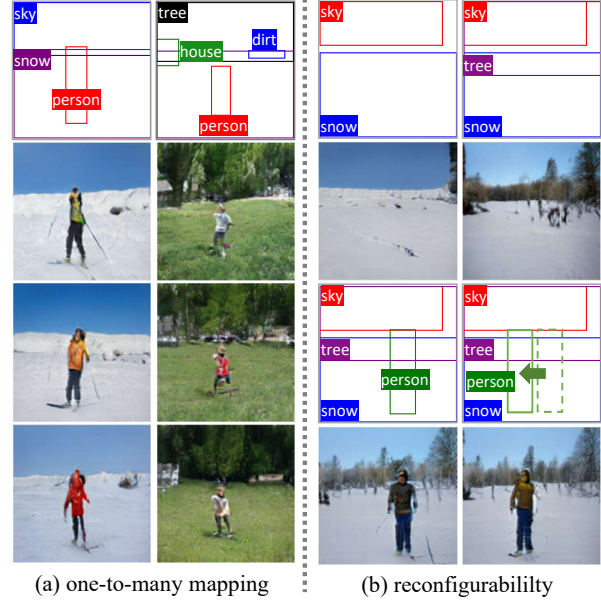 sky
snow
person
tree
house
dirt
person
sky
snow
sky
tree
snow
sky
tree
person
snow
sky
tree
person
snow
(a) one-to-many mapping
(b) reconfigurabililty